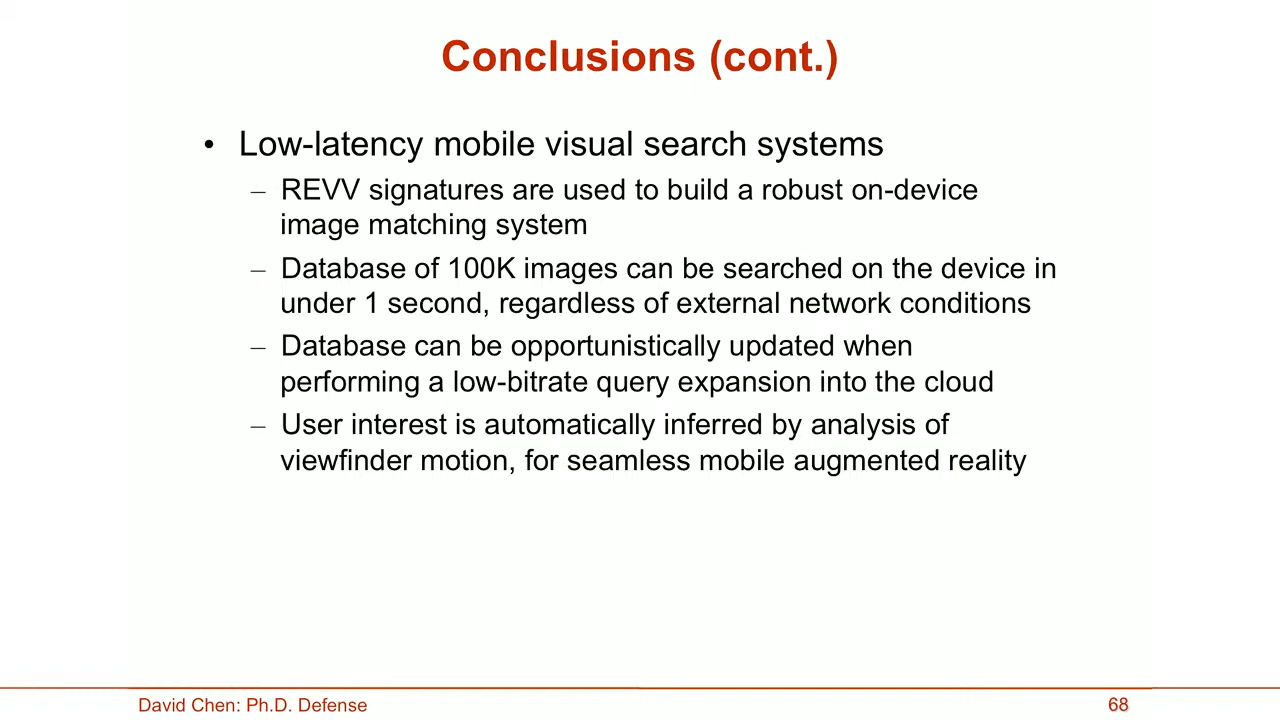 Conclusions (cont.)
• Low-latency mobile visual search systems
– REVV signatures are used to build a robust on-device
image matching system
– Database of 100K images can be searched on the device in
under 1 second, regardless of external network conditions
– Database can be opportunistically updated when
performing a low-bitrate query expansion into the cloud
– User interest is automatically inferred by analysis of
viewfinder motion, for seamless mobile augmented reality
David Chen: Ph.D. Defense
68